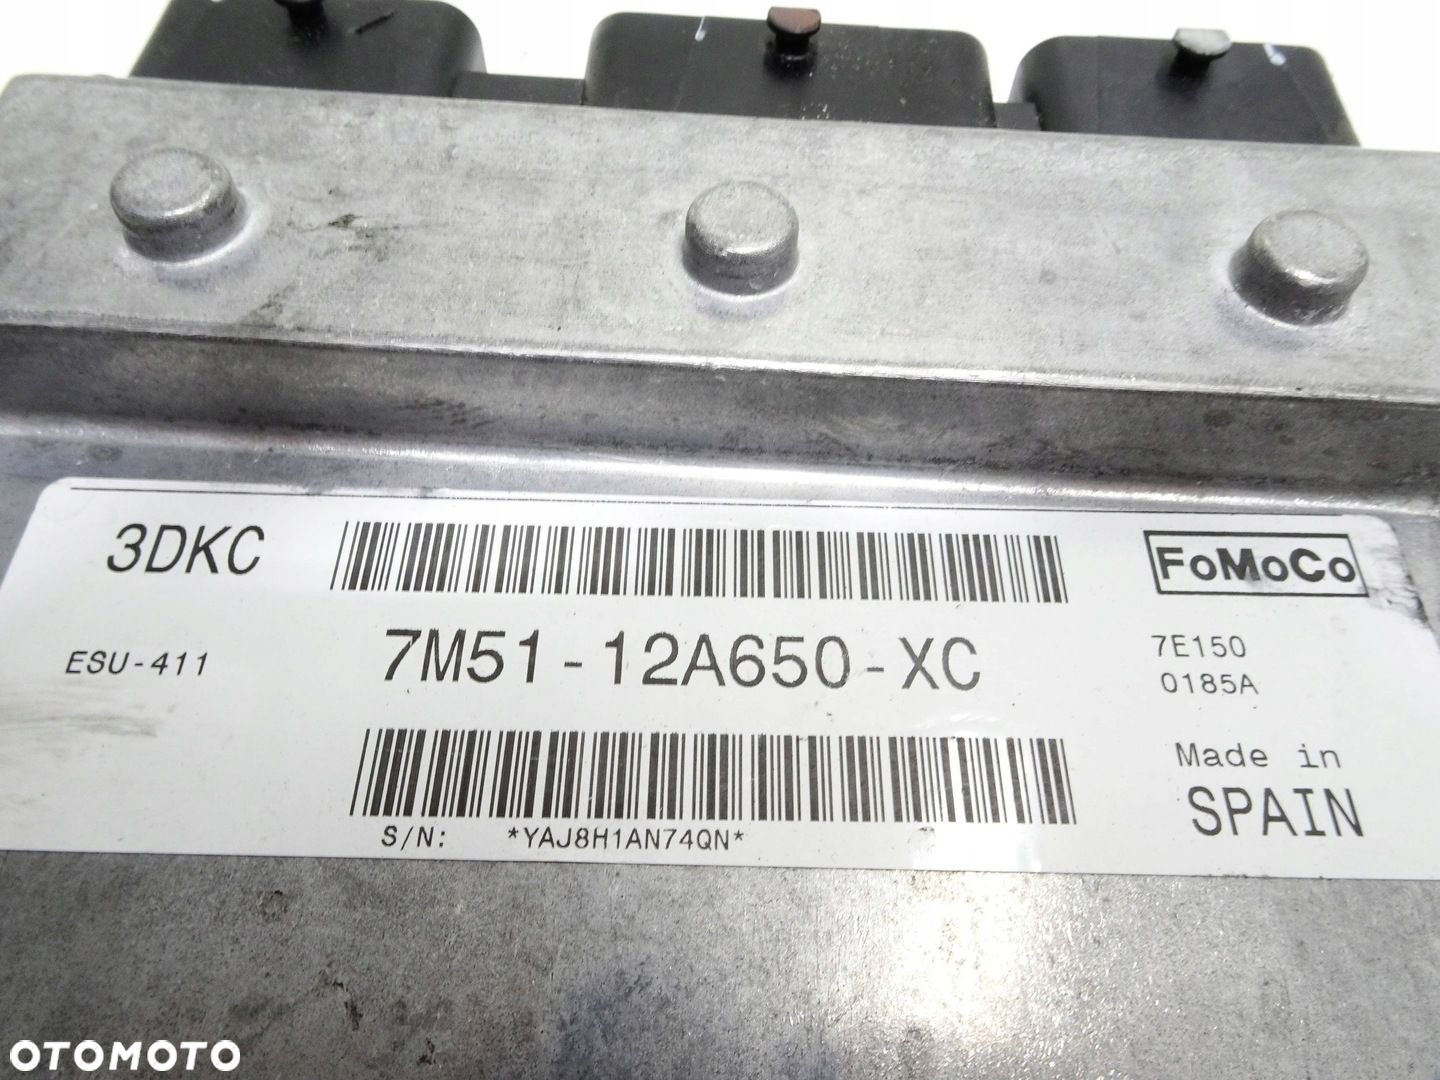 3DKC
FoMoCo
ESU-411
7M51-12A650-XC
7E150
0185A
Made in
SPAIN
S/N: *YAJ8H1AN74QN*
OTOMOTO